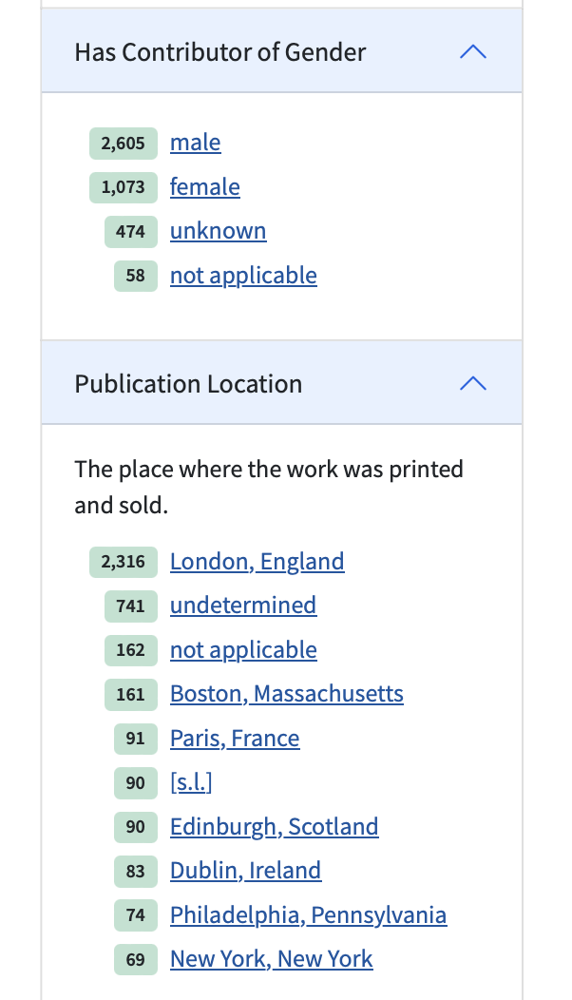 Has Contributor of Gender
2,605 male
1,073 female
474 unknown
58 not applicable
Publication Location
The place where the work was printed
and sold.
2,316 London, England
741 undetermined
162 not applicable
161 Boston, Massachusetts
91 Paris, France
90 [s.l.]
90 Edinburgh, Scotland
83 Dublin, Ireland
74 Philadelphia, Pennsylvania
69 New York, New York